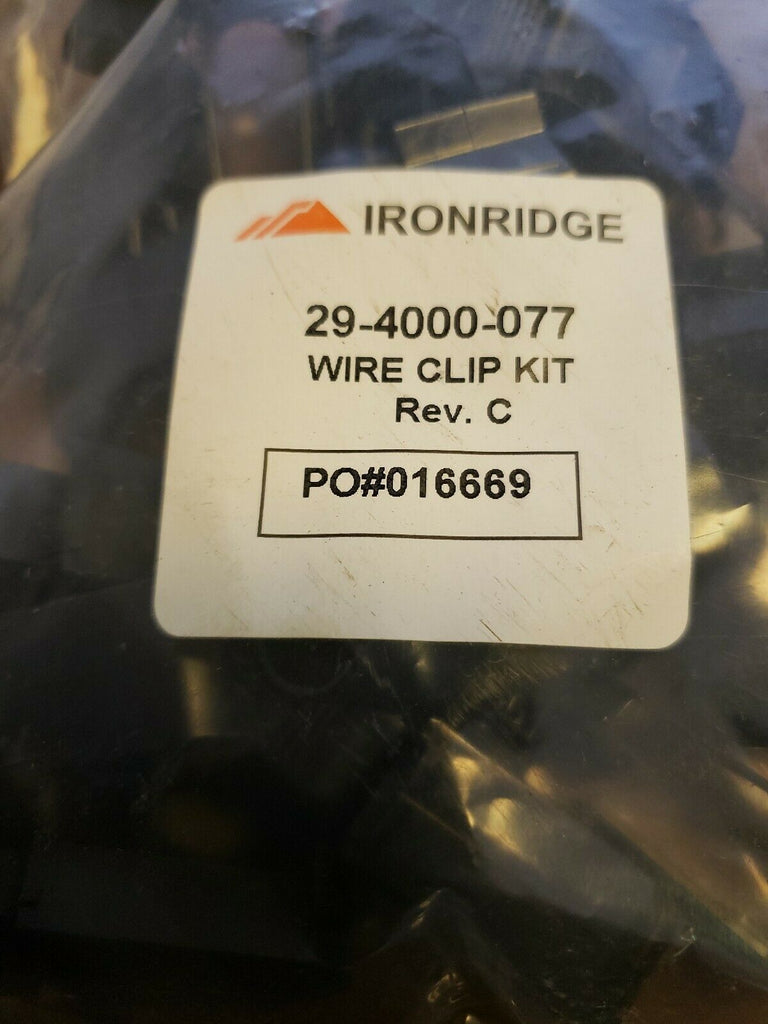 IRONRIDGE
29-4000-077
WIRE CLIP KIT
Rev. C
PO#016669